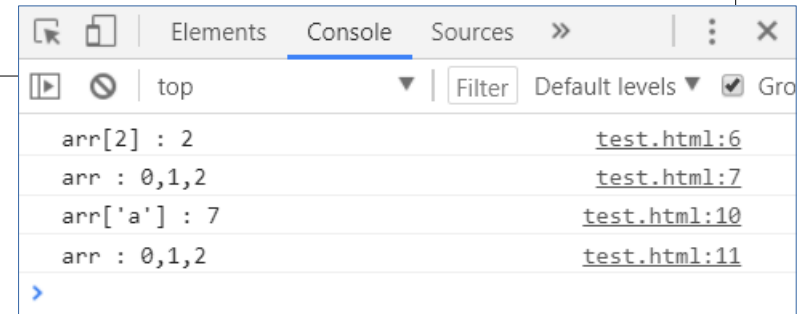 Elements Console Sources »
top ▼ Filter Default levels ▼ Gro
arr[2] : 2 test.html:6
arr : 0,1,2 test.html:7
arr['a'] : 7 test.html:10
arr : 0,1,2 test.html:11